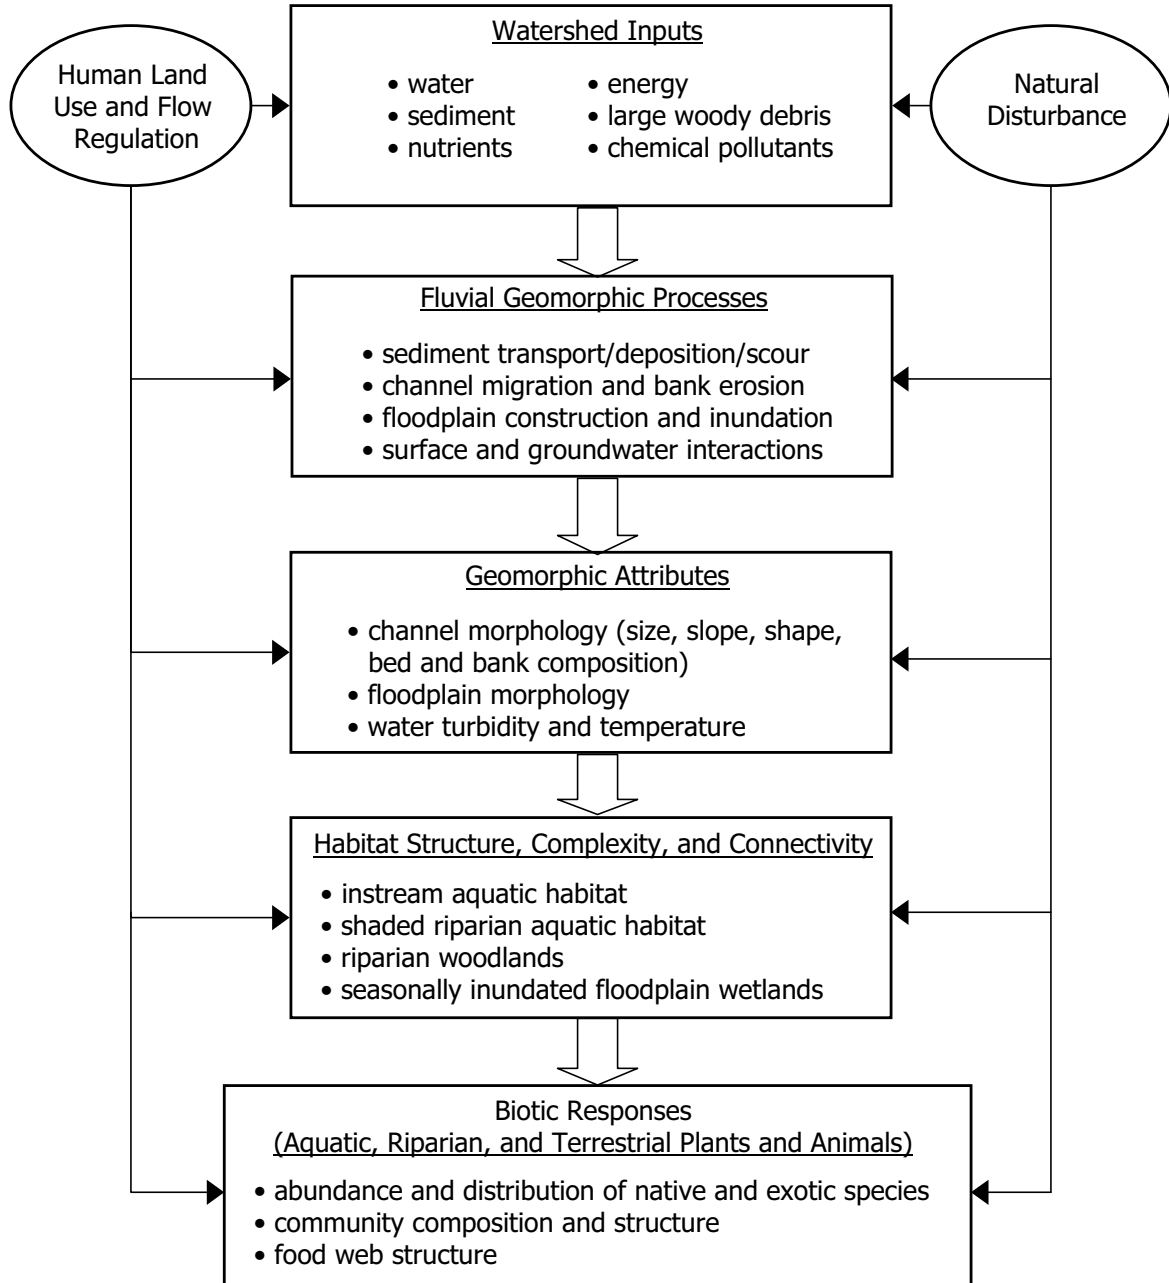 Human Land
Use and Flow
Regulation
Watershed Inputs
• water
• sediment
• nutrients
• energy
• large woody debris
• chemical pollutants
Natural
Disturbance
Fluvial Geomorphic Processes
• sediment transport/deposition/scour
• channel migration and bank erosion
• floodplain construction and inundation
• surface and groundwater interactions
Geomorphic Attributes
• channel morphology (size, slope, shape,
bed and bank composition)
• floodplain morphology
• water turbidity and temperature
Habitat Structure, Complexity, and Connectivity
• instream aquatic habitat
• shaded riparian aquatic habitat
• riparian woodlands
• seasonally inundated floodplain wetlands
Biotic Responses
(Aquatic, Riparian, and Terrestrial Plants and Animals)
• abundance and distribution of native and exotic species
• community composition and structure
• food web structure